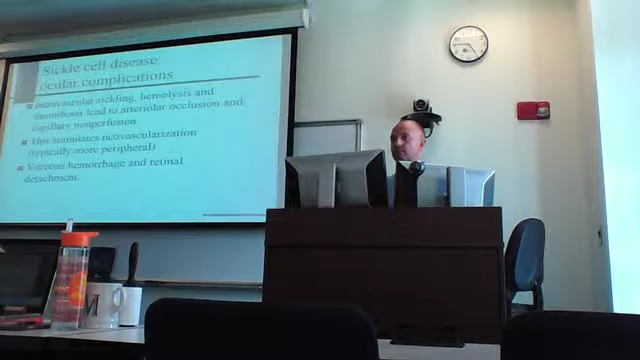 Sickle cell disease:
ocular complications
Intravascular sickling, hemolysis and
thrombosis lead to arteriolar occlusion and
capillary nonperfusion
This stimulates neovascularization
(typically more peripheral)
Vitreous hemorrhage and retinal
detachment